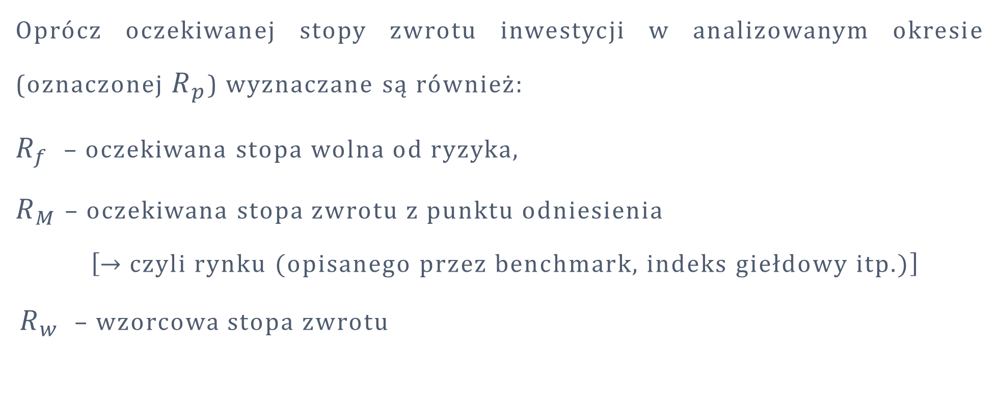 Oprócz oczekiwanej stopy zwrotu inwestycji w analizowanym okresie
(oznaczonej R_p) wyznaczane są również:
R_f – oczekiwana stopa wolna od ryzyka,
R_M – oczekiwana stopa zwrotu z punktu odniesienia
[→ czyli rynku (opisanego przez benchmark, indeks giełdowy itp.)]
R_w – wzorcowa stopa zwrotu